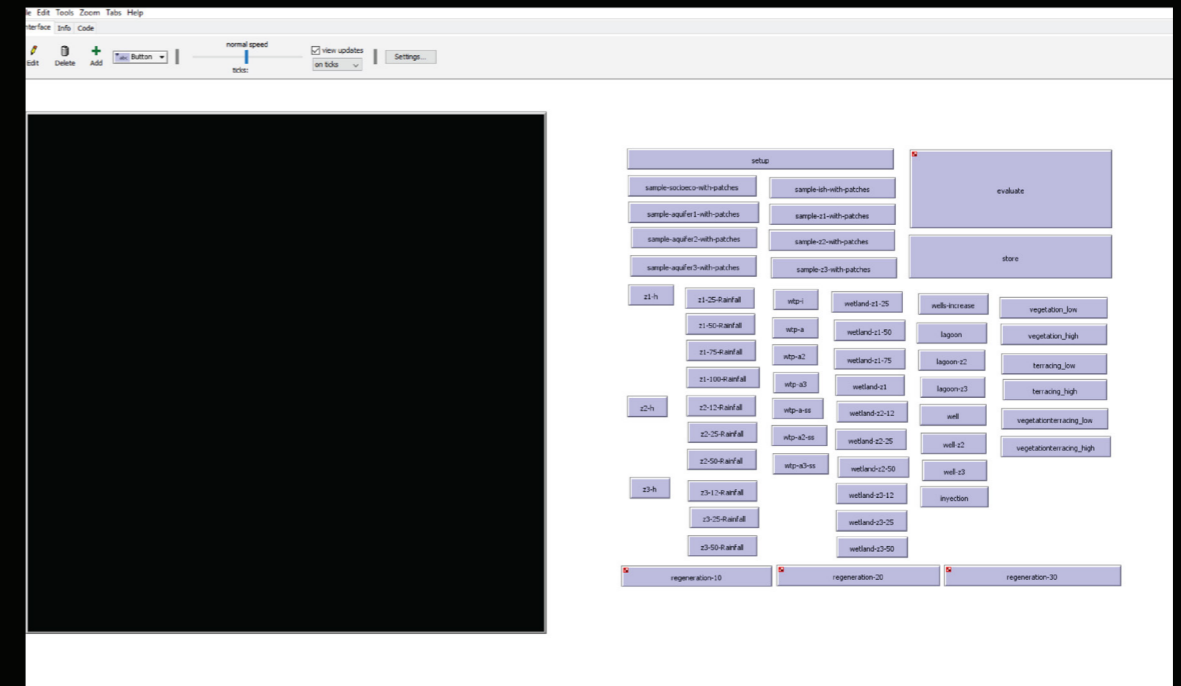 le Edit Tools Zoom Tabs Help
nterface Info Code
Edit Delete Add abc Button normal speed ticks: view updates on ticks Settings...
setup
evaluate
sample-socioeco-with-patches sample-ish-with-patches
sample-aquifer1-with-patches sample-z1-with-patches
sample-aquifer2-with-patches sample-z2-with-patches
store
sample-aquifer3-with-patches sample-z3-with-patches
z1-h z1-25-Rainfall wtp-i wetland-z1-25 wells-increase vegetation_low
z1-50-Rainfall wtp-a wetland-z1-50 lagoon vegetation_high
z1-75-Rainfall wtp-a2 wetland-z1-75 lagoon-z2 terracing_low
z1-100-Rainfall wtp-a3 wetland-z1 lagoon-z3 terracing_high
z2-h z2-12-Rainfall wtp-a-ss wetland-z2-12 well vegetationterracing_low
z2-25-Rainfall wtp-a2-ss wetland-z2-25 well-z2 vegetationterracing_high
z2-50-Rainfall wtp-a3-ss wetland-z2-50 well-z3
z3-h z3-12-Rainfall wetland-z3-12 inyection
z3-25-Rainfall wetland-z3-25
z3-50-Rainfall wetland-z3-50
regeneration-10 regeneration-20 regeneration-30